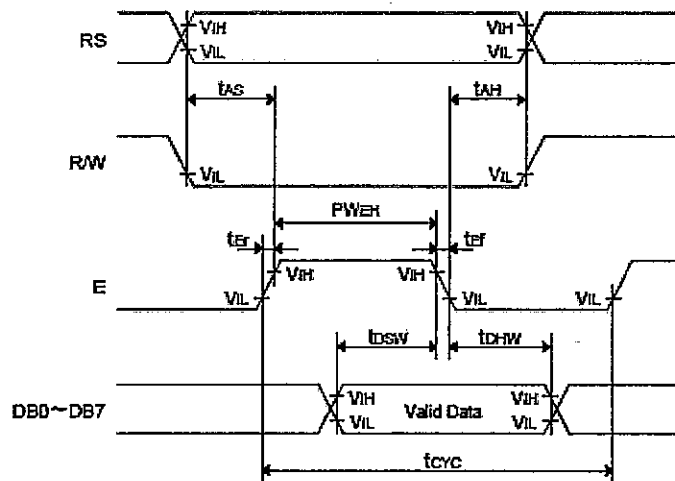 RS
VIH
VIH
VIL
VIL
tAS
tAH
R/W
VIL
VIL
PWEH
tEr
tEf
E
VIH
VIH
VIL
VIL
VIL
tDSW
tDHW
DB0~DB7
VIH
Valid Data
VIH
VIL
VIL
tCYC